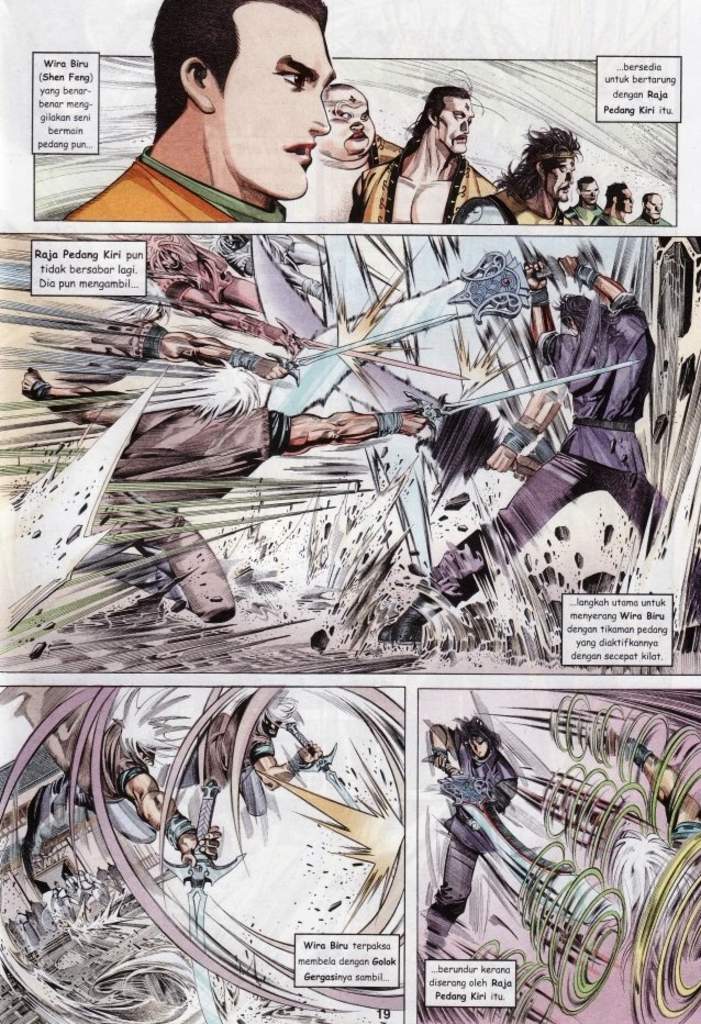 Wira Biru
(Shen Feng)
yang benar-
benar meng-
gilakan seni
bermain
pedang pun...
...bersedia
untuk bertarung
dengan Raja
Pedang Kiri itu.
Raja Pedang Kiri pun
tidak bersabar lagi.
Dia pun mengambil...
...langkah utama untuk
menyerang Wira Biru
dengan tikaman pedang
yang diaktifkannya
dengan secepat kilat.
Wira Biru terpaksa
membela dengan Golok
Gergasinya sambil...
...berundur kerana
diserang oleh Raja
Pedang Kiri itu.
19